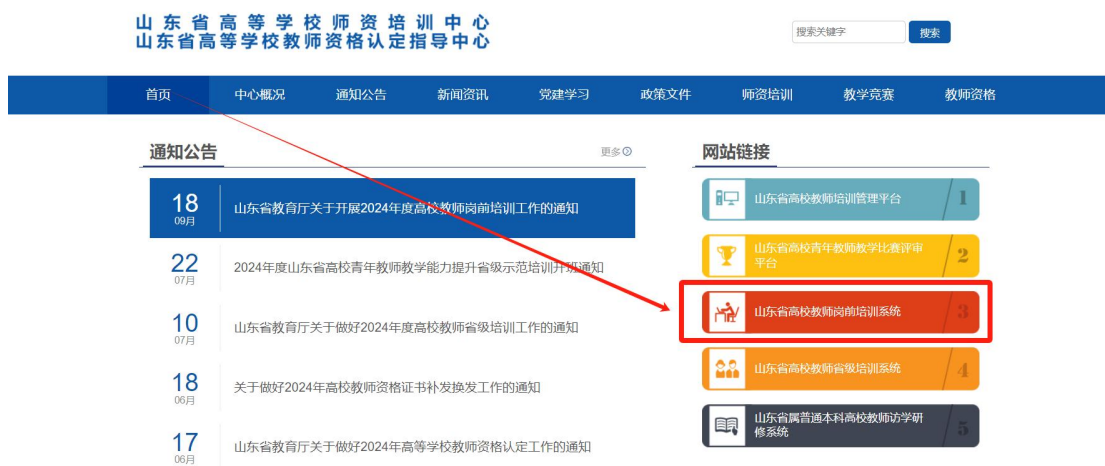 山东省高等学校师资培训中心
山东省高等学校教师资格认定指导中心
搜索关键字
搜索
首页 中心概况 通知公告 新闻资讯 党建学习 政策文件 师资培训 教学竞赛 教师资格
通知公告
更多
18
09月
山东省教育厅关于开展2024年度高校教师岗前培训工作的通知
22
07月
2024年度山东省高校青年教师教学能力提升省级示范培训开班通知
10
07月
山东省教育厅关于做好2024年度高校教师省级培训工作的通知
18
06月
关于做好2024年高校教师资格证书补发换发工作的通知
17
06月
山东省教育厅关于做好2024年高等学校教师资格认定工作的通知
网站链接
山东省高校教师培训管理平台
1
山东省高校青年教师教学比赛评审
平台
2
山东省高校教师岗前培训系统
3
山东省高校教师省级培训系统
4
山东省属普通本科高校教师访学研
修系统
5